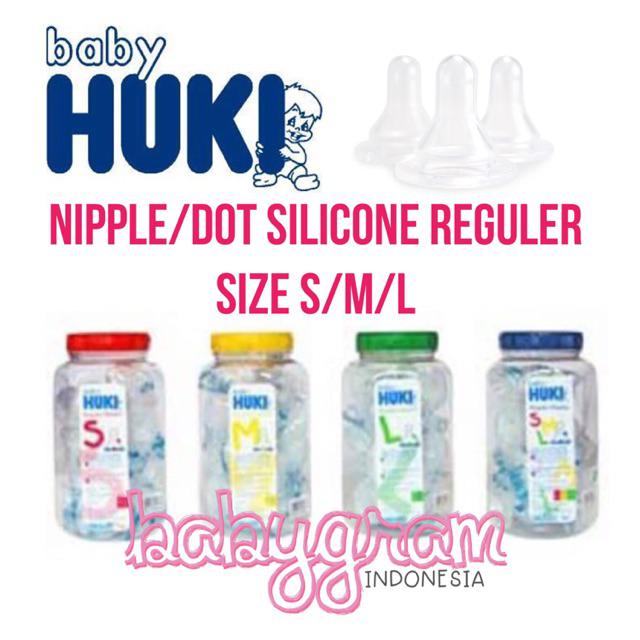 baby
HUKI
NIPPLE/DOT SILICONE REGULER
SIZE S/M/L
HUKI
S
HUKI
M
HUKI
L
HUKI
S
M
L
babygram
INDONESIA